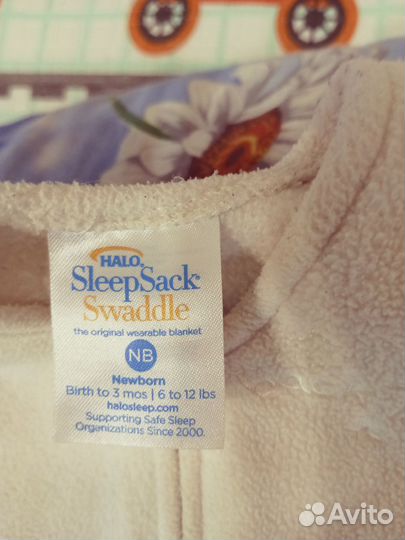 HALO.
SleepSack®
Swaddle
the original wearable blanket
NB
Newborn
Birth to 3 mos | 6 to 12 lbs
halosleep.com
Supporting Safe Sleep
Organizations Since 2000.
Avito